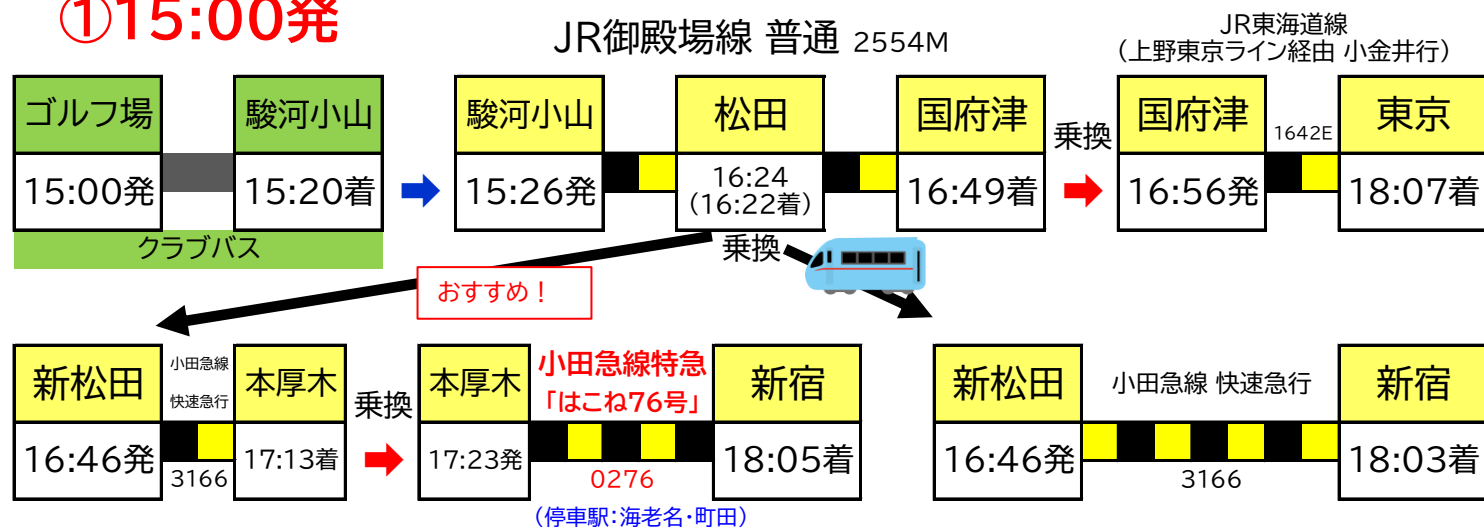 ①15:00発
JR御殿場線 普通 2554M
JR東海道線
(上野東京ライン経由 小金井行)
ゴルフ場
駿河小山
駿河小山
松田
国府津
乗換
国府津
1642E
東京
15:00発
15:20着
15:26発
16:24
(16:22着)
16:49着
16:56発
18:07着
クラブバス
乗換
おすすめ!
新松田
小田急線
快速急行
本厚木
乗換
本厚木
小田急線特急
「はこね76号」
新宿
新松田
小田急線 快速急行
新宿
16:46発
3166
17:13着
17:23発
0276
18:05着
16:46発
3166
18:03着
(停車駅:海老名・町田)